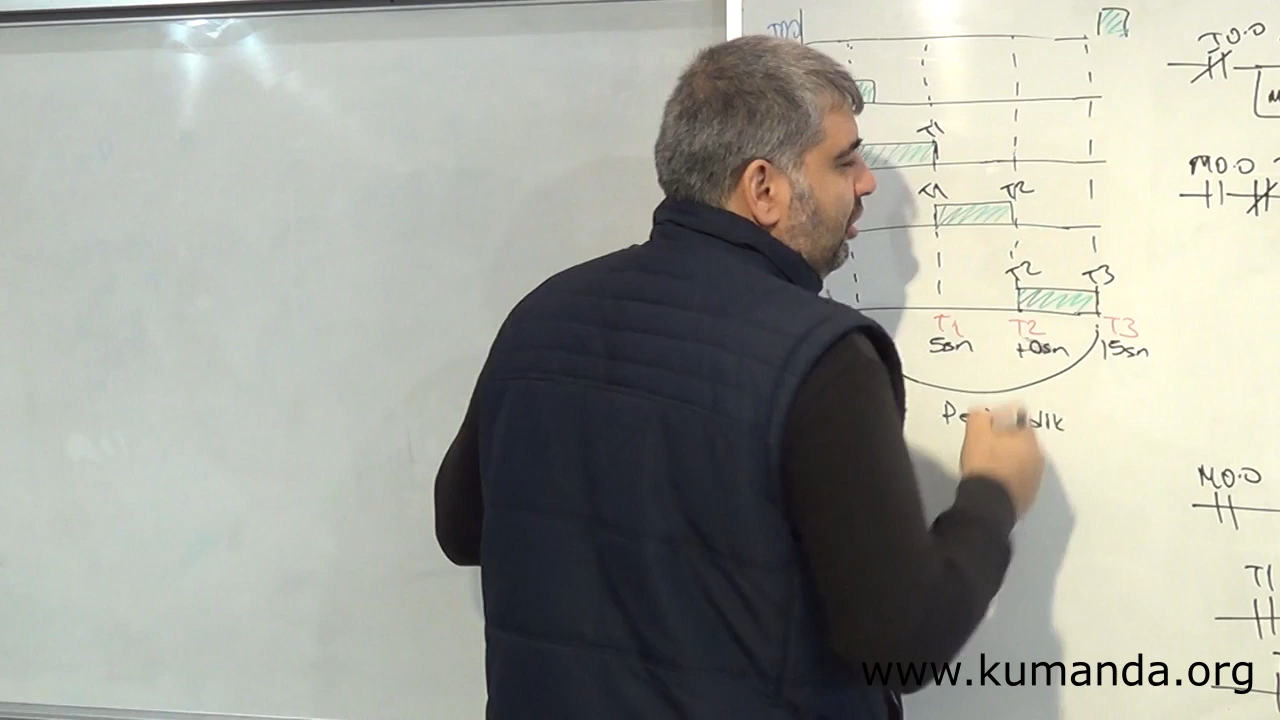 I0.0
M
T1
M0.0
T1 T2
T2 T3
T1 T2 T3
5sn 10sn 15sn
M0.0
T1
www.kumanda.org